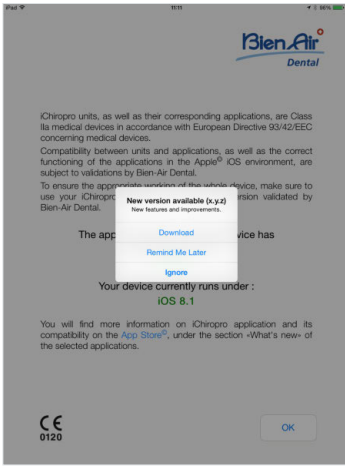 iPad
11:11
86%
Bien Air
Dental
iChiropro units, as well as their corresponding applications, are Class
IIa medical devices in accordance with European Directive 93/42/EEC
concerning medical devices.
Compatibility between units and applications, as well as the correct
functioning of the applications in the Apple® iOS environment, are
subject to validations by Bien-Air Dental.
To ensure the appropriate working of the whole device, make sure to
use your iChiropro ersion validated by
Bien-Air Dental.
New version available (x.y.z)
New features and improvements.
The app vice has
Download
Remind Me Later
Ignore
Your device currently runs under :
iOS 8.1
You will find more information on iChiropro application and its
compatibility on the App Store®, under the section «What's new» of
the selected applications.
CE
0120
OK